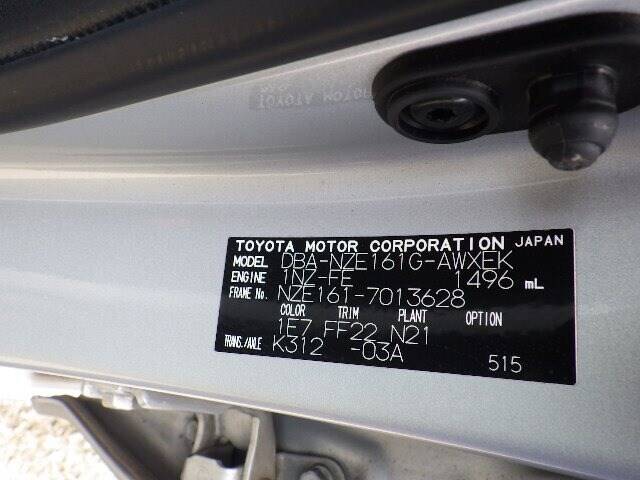 TOYOTA MOTOR CORPORATION JAPAN
MODEL DBA-NZE161G-AWXEK
ENGINE 1NZ-FE 1496 mL
FRAME No. NZE161-7013628
COLOR TRIM PLANT OPTION
1E7 FF22 N21
TRANS./AXLE K312 -03A
515